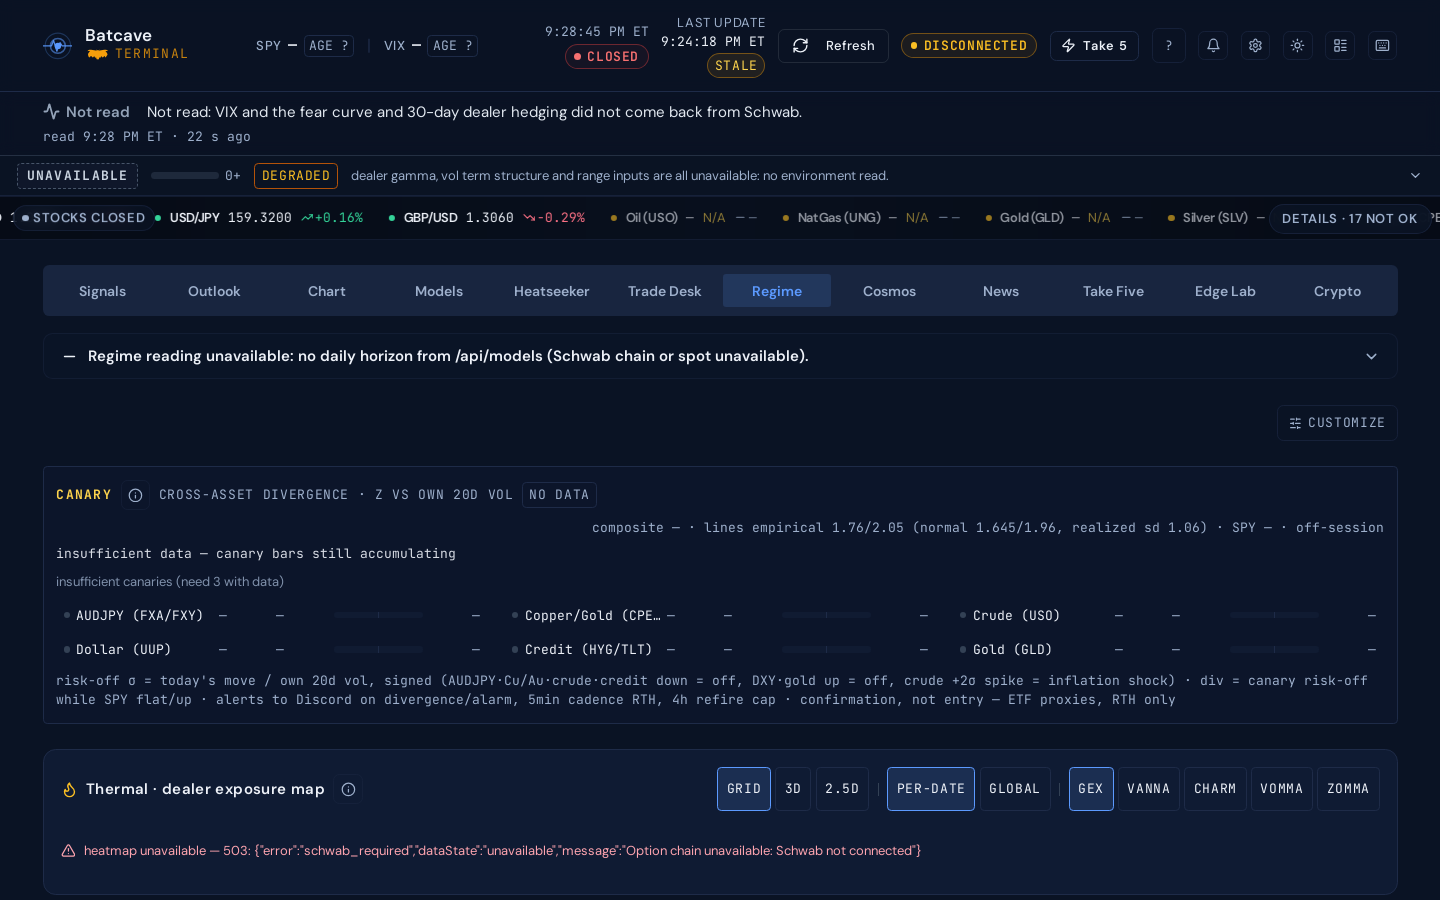 Batcave
TERMINAL
SPY — AGE ? VIX — AGE ?
9:28:45 PM ET
CLOSED
LAST UPDATE
9:24:18 PM ET
STALE
Refresh
DISCONNECTED
Take 5
?
Not read Not read: VIX and the fear curve and 30-day dealer hedging did not come back from Schwab.
read 9:28 PM ET · 22 s ago
UNAVAILABLE 0+ DEGRADED dealer gamma, vol term structure and range inputs are all unavailable: no environment read.
STOCKS CLOSED USD/JPY 159.3200 +0.16% GBP/USD 1.3060 -0.29% Oil (USO) — N/A —— NatGas (UNG) — N/A —— Gold (GLD) — N/A —— Silver (SLV) — DETAILS · 17 NOT OK
Signals Outlook Chart Models Heatseeker Trade Desk Regime Cosmos News Take Five Edge Lab Crypto
— Regime reading unavailable: no daily horizon from /api/models (Schwab chain or spot unavailable).
CUSTOMIZE
CANARY CROSS-ASSET DIVERGENCE · Z VS OWN 20D VOL NO DATA
composite — · lines empirical 1.76/2.05 (normal 1.645/1.96, realized sd 1.06) · SPY — · off-session
insufficient data — canary bars still accumulating
insufficient canaries (need 3 with data)
AUDJPY (FXA/FXY) — — — Copper/Gold (CPE… — — — Crude (USO) — — —
Dollar (UUP) — — — Credit (HYG/TLT) — — — Gold (GLD) — — —
risk-off σ = today's move / own 20d vol, signed (AUDJPY·Cu/Au·crude·credit down = off, DXY·gold up = off, crude +2σ spike = inflation shock) · div = canary risk-off
while SPY flat/up · alerts to Discord on divergence/alarm, 5min cadence RTH, 4h refire cap · confirmation, not entry — ETF proxies, RTH only
Thermal · dealer exposure map
GRID 3D 2.5D PER-DATE GLOBAL GEX VANNA CHARM VOMMA ZOMMA
heatmap unavailable — 503: {"error":"schwab_required","dataState":"unavailable","message":"Option chain unavailable: Schwab not connected"}